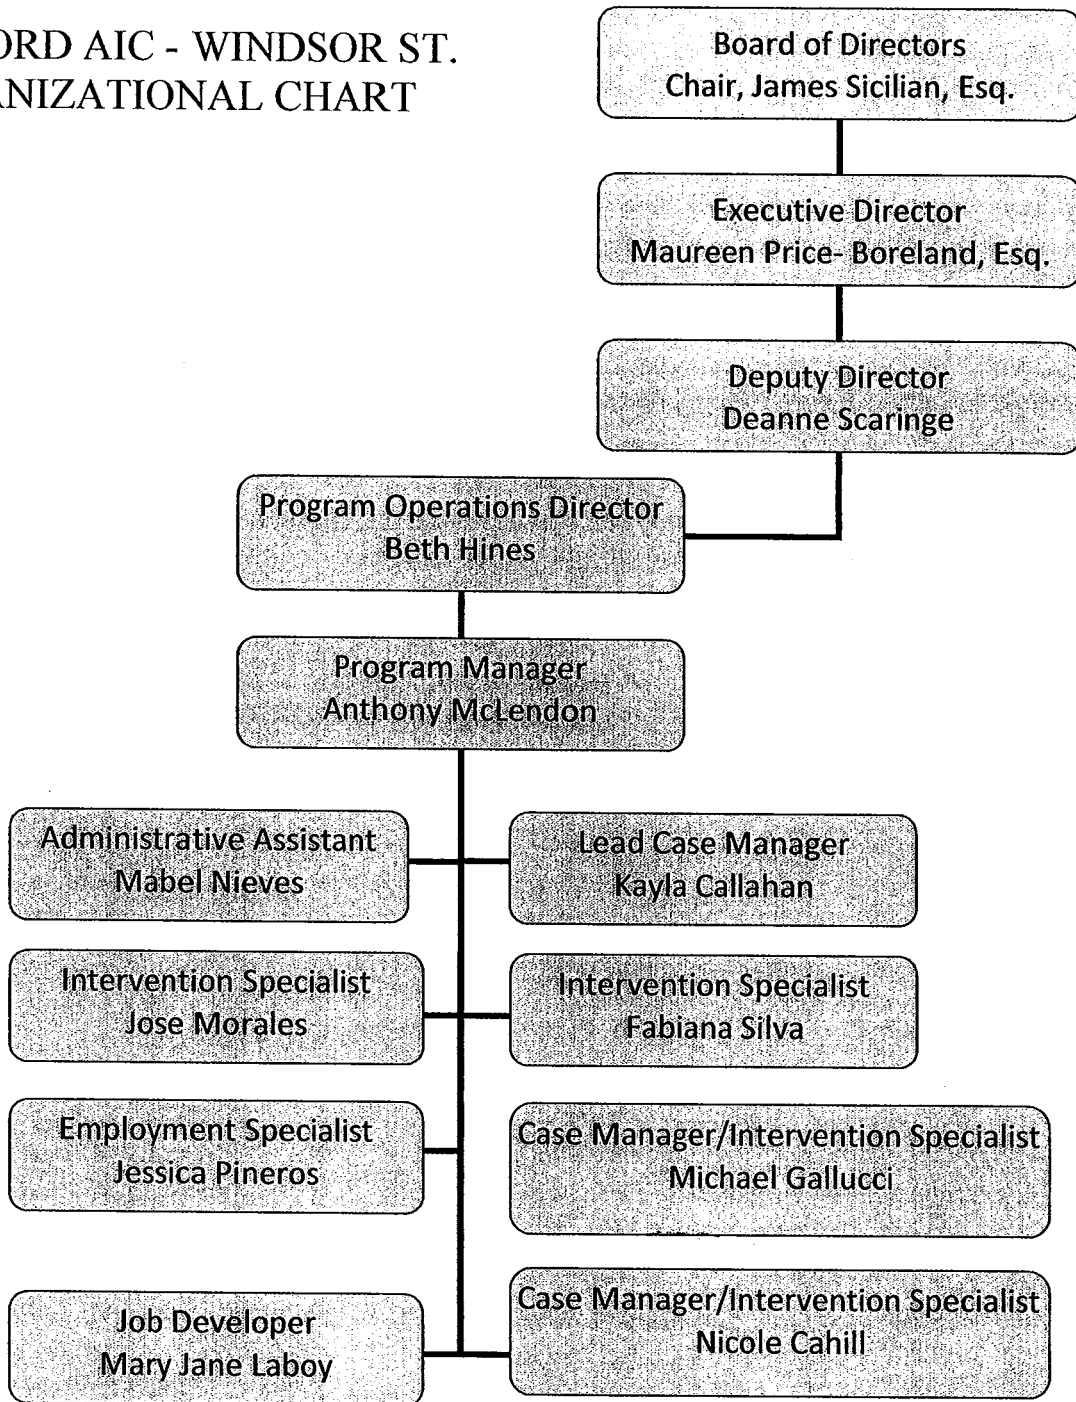 ORD AIC - WINDSOR ST.
ANIZATIONAL CHART
Board of Directors
Chair, James Sicilian, Esq.
Executive Director
Maureen Price- Boreland, Esq.
Deputy Director
Deanne Scaringe
Program Operations Director
Beth Hines
Program Manager
Anthony McLendon
Administrative Assistant
Mabel Nieves
Lead Case Manager
Kayla Callahan
Intervention Specialist
Jose Morales
Intervention Specialist
Fabiana Silva
Employment Specialist
Jessica Pineros
Case Manager/Intervention Specialist
Michael Gallucci
Job Developer
Mary Jane Laboy
Case Manager/Intervention Specialist
Nicole Cahill